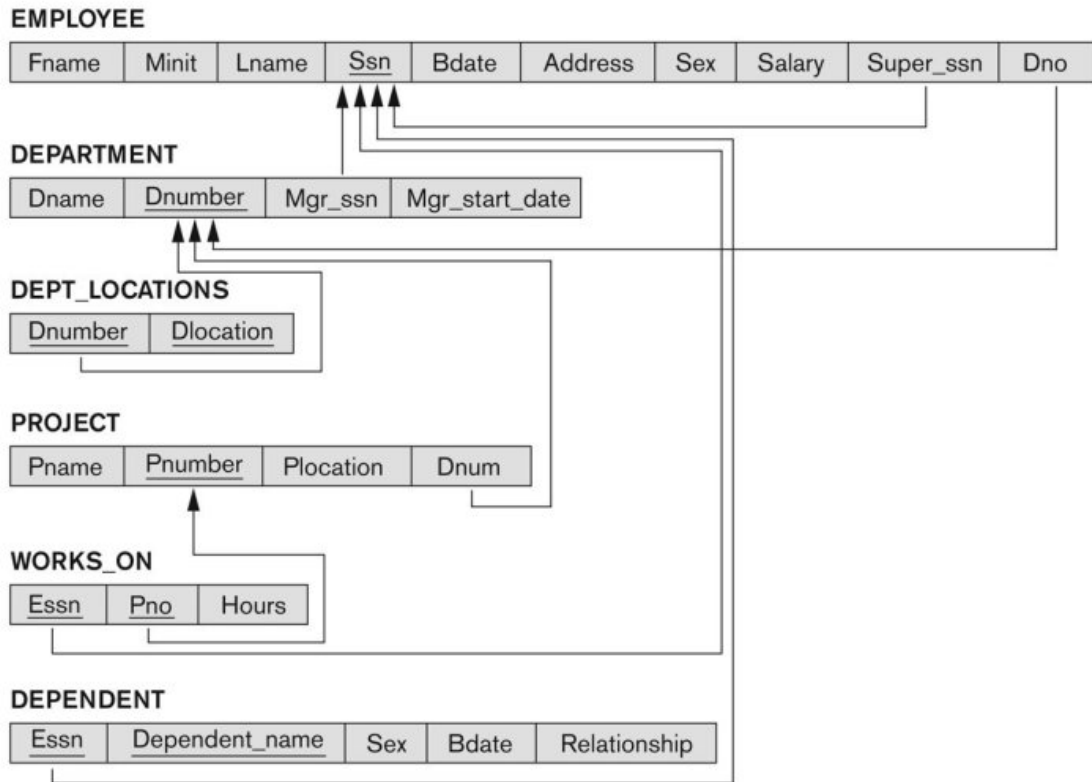 EMPLOYEE
Fname Minit Lname Ssn Bdate Address Sex Salary Super_ssn Dno
DEPARTMENT
Dname Dnumber Mgr_ssn Mgr_start_date
DEPT_LOCATIONS
Dnumber Dlocation
PROJECT
Pname Pnumber Plocation Dnum
WORKS_ON
Essn Pno Hours
DEPENDENT
Essn Dependent_name Sex Bdate Relationship